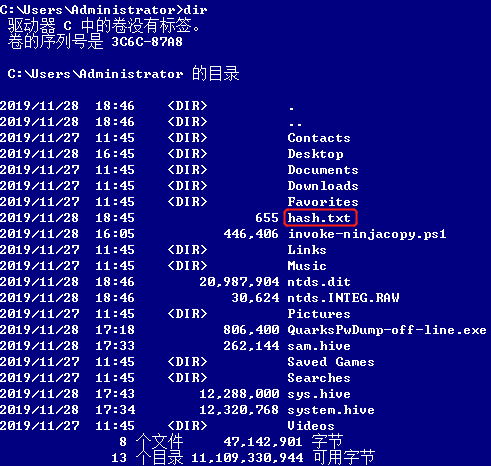 C:\Users\Administrator>dir
驱动器 C 中的卷没有标签。
卷的序列号是 3C6C-87A8
C:\Users\Administrator 的目录
2019/11/28 18:46 <DIR> .
2019/11/28 18:46 <DIR> ..
2019/11/27 11:45 <DIR> Contacts
2019/11/28 16:45 <DIR> Desktop
2019/11/27 11:45 <DIR> Documents
2019/11/27 11:45 <DIR> Downloads
2019/11/27 11:45 <DIR> Favorites
2019/11/28 18:45 655 hash.txt
2019/11/28 16:05 446,406 invoke-ninjacopy.ps1
2019/11/27 11:45 <DIR> Links
2019/11/27 11:45 <DIR> Music
2019/11/28 18:46 20,987,904 ntds.dit
2019/11/28 18:46 30,624 ntds.INTEG.RAW
2019/11/27 11:45 <DIR> Pictures
2019/11/28 17:18 806,400 QuarksPwDump-off-line.exe
2019/11/28 17:33 262,144 sam.hive
2019/11/27 11:45 <DIR> Saved Games
2019/11/27 11:45 <DIR> Searches
2019/11/28 17:43 12,288,000 sys.hive
2019/11/28 17:34 12,320,768 system.hive
2019/11/27 11:45 <DIR> Videos
8 个文件 47,142,901 字节
13 个目录 11,109,330,944 可用字节